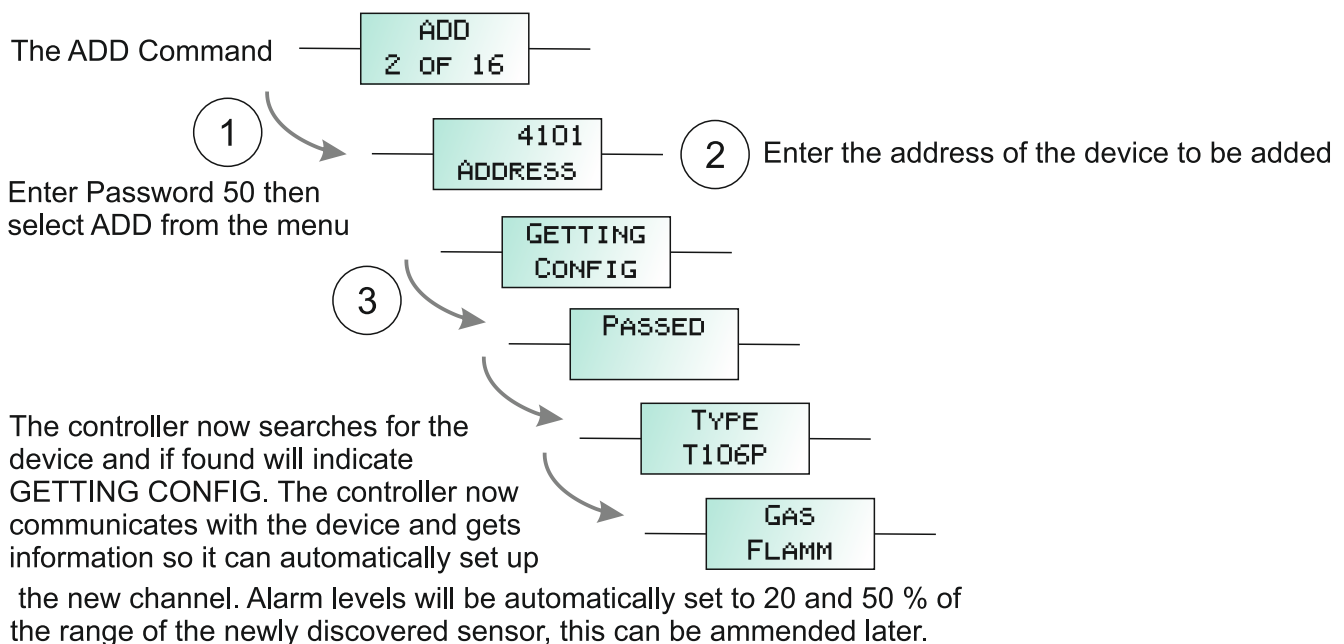 The ADD Command
ADD
2 OF 16
1
4101
ADDRESS
2
Enter the address of the device to be added
Enter Password 50 then
select ADD from the menu
GETTING
CONFIG
3
PASSED
TYPE
T106P
GAS
FLAMM
The controller now searches for the
device and if found will indicate
GETTING CONFIG. The controller now
communicates with the device and gets
information so it can automatically set up
the new channel. Alarm levels will be automatically set to 20 and 50 % of
the range of the newly discovered sensor, this can be ammended later.